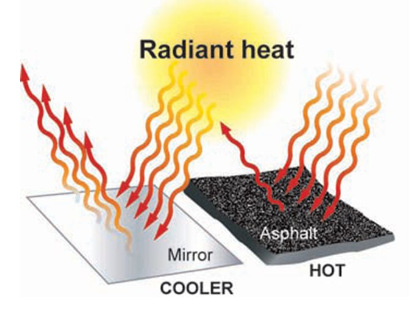 Radiant heat
Asphalt
Mirror
HOT
COOLER